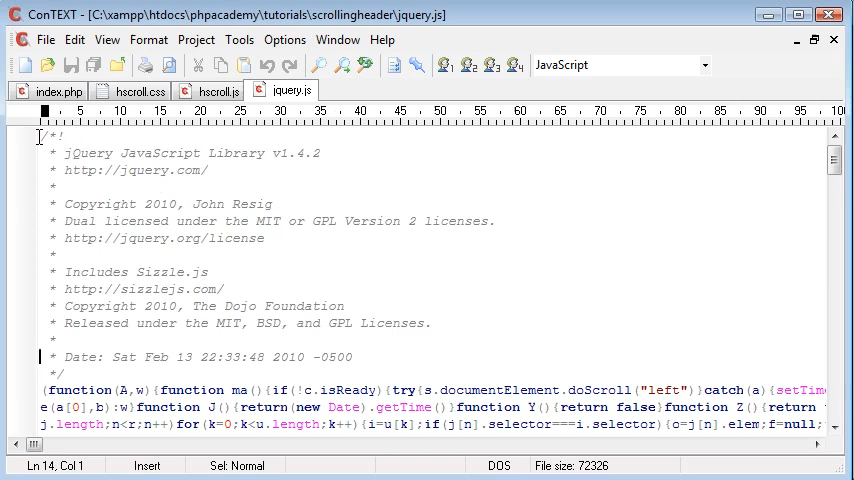 ConTEXT - [C:\xampp\htdocs\phpacademy\tutorials\scrollingheader\jquery.js]
File Edit View Format Project Tools Options Window Help
1 2 3 4 JavaScript
index.php hscroll.css hscroll.js jquery.js
5 10 15 20 25 30 35 40 45 50 55 60 65 70 75 80 85 90 95 100
/*!
* jQuery JavaScript Library v1.4.2
* http://jquery.com/
*
* Copyright 2010, John Resig
* Dual licensed under the MIT or GPL Version 2 licenses.
* http://jquery.org/license
*
* Includes Sizzle.js
* http://sizzlejs.com/
* Copyright 2010, The Dojo Foundation
* Released under the MIT, BSD, and GPL Licenses.
*
* Date: Sat Feb 13 22:33:48 2010 -0500
*/
(function(A,w){function ma(){if(!c.isReady){try{s.documentElement.doScroll("left")}catch(a){setTim
e(a[0],b):w}function J(){return(new Date).getTime()}function Y(){return false}function Z(){return
j.length;n<r;n++)for(k=0;k<u.length;k++){i=u[k];if(j[n].selector===i.selector){o=j[n].elem;f=null;
Ln 14, Col 1 Insert Sel: Normal DOS File size: 72326